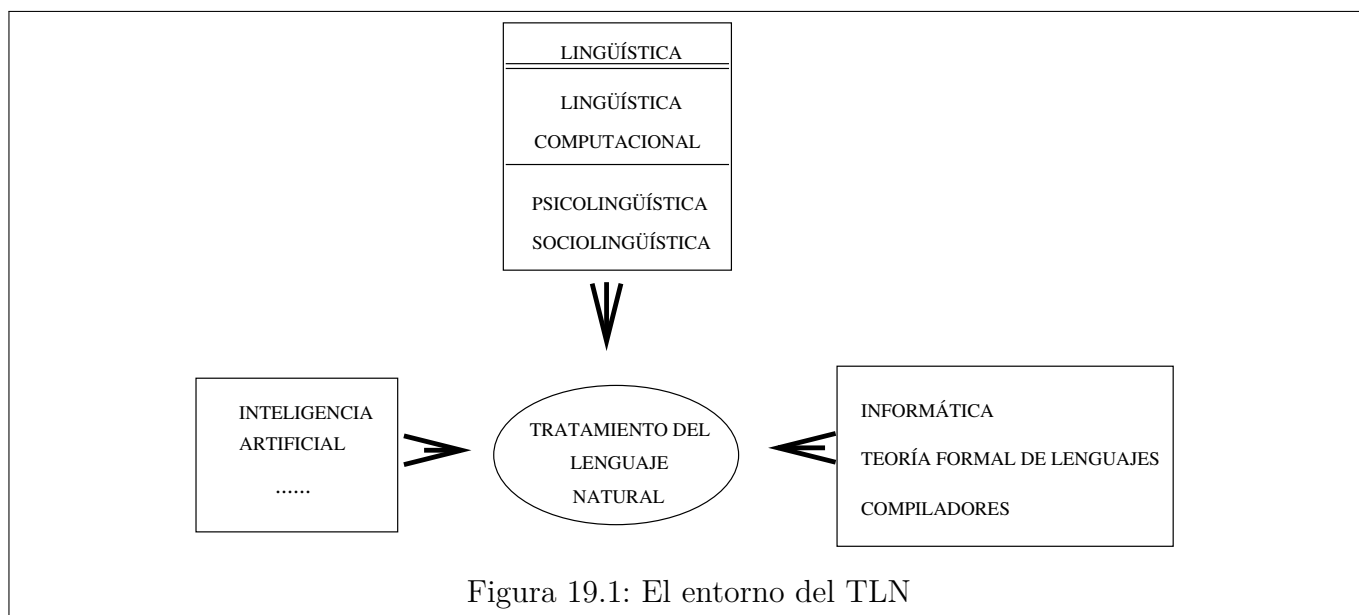 LINGÜÍSTICA
LINGÜÍSTICA
COMPUTACIONAL
PSICOLINGÜÍSTICA
SOCIOLINGÜÍSTICA
INTELIGENCIA
ARTIFICIAL
......
TRATAMIENTO DEL
LENGUAJE
NATURAL
INFORMÁTICA
TEORÍA FORMAL DE LENGUAJES
COMPILADORES
Figura 19.1: El entorno del TLN